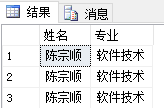 结果 消息
姓名 专业
1 陈宗顺 软件技术
2 陈宗顺 软件技术
3 陈宗顺 软件技术